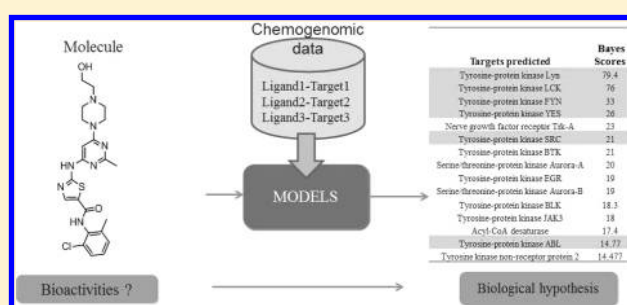 Molecule
OH
N
N
N
N
HN
N
S
N
O
HN
Cl
Bioactivities ?
Chemogenomic
data
Ligand1-Target1
Ligand2-Target2
Ligand3-Target3
MODELS
Targets predicted Bayes Scores
Tyrosine-protein kinase Lyn 79.4
Tyrosine-protein kinase LCK 76
Tyrosine-protein kinase FYN 33
Tyrosine-protein kinase YES 26
Nerve growth factor receptor Trk-A 23
Tyrosine-protein kinase SRC 21
Tyrosine-protein kinase BTK 21
Serine/threonine-protein kinase Aurora-A 20
Tyrosine-protein kinase EGR 19
Serine/threonine-protein kinase Aurora-B 19
Tyrosine-protein kinase BLK 18.3
Tyrosine-protein kinase JAK3 18
Acyl-CoA desaturase 17.4
Tyrosine-protein kinase ABL 14.77
Tyrosine kinase non-receptor protein 2 14.477
Biological hypothesis